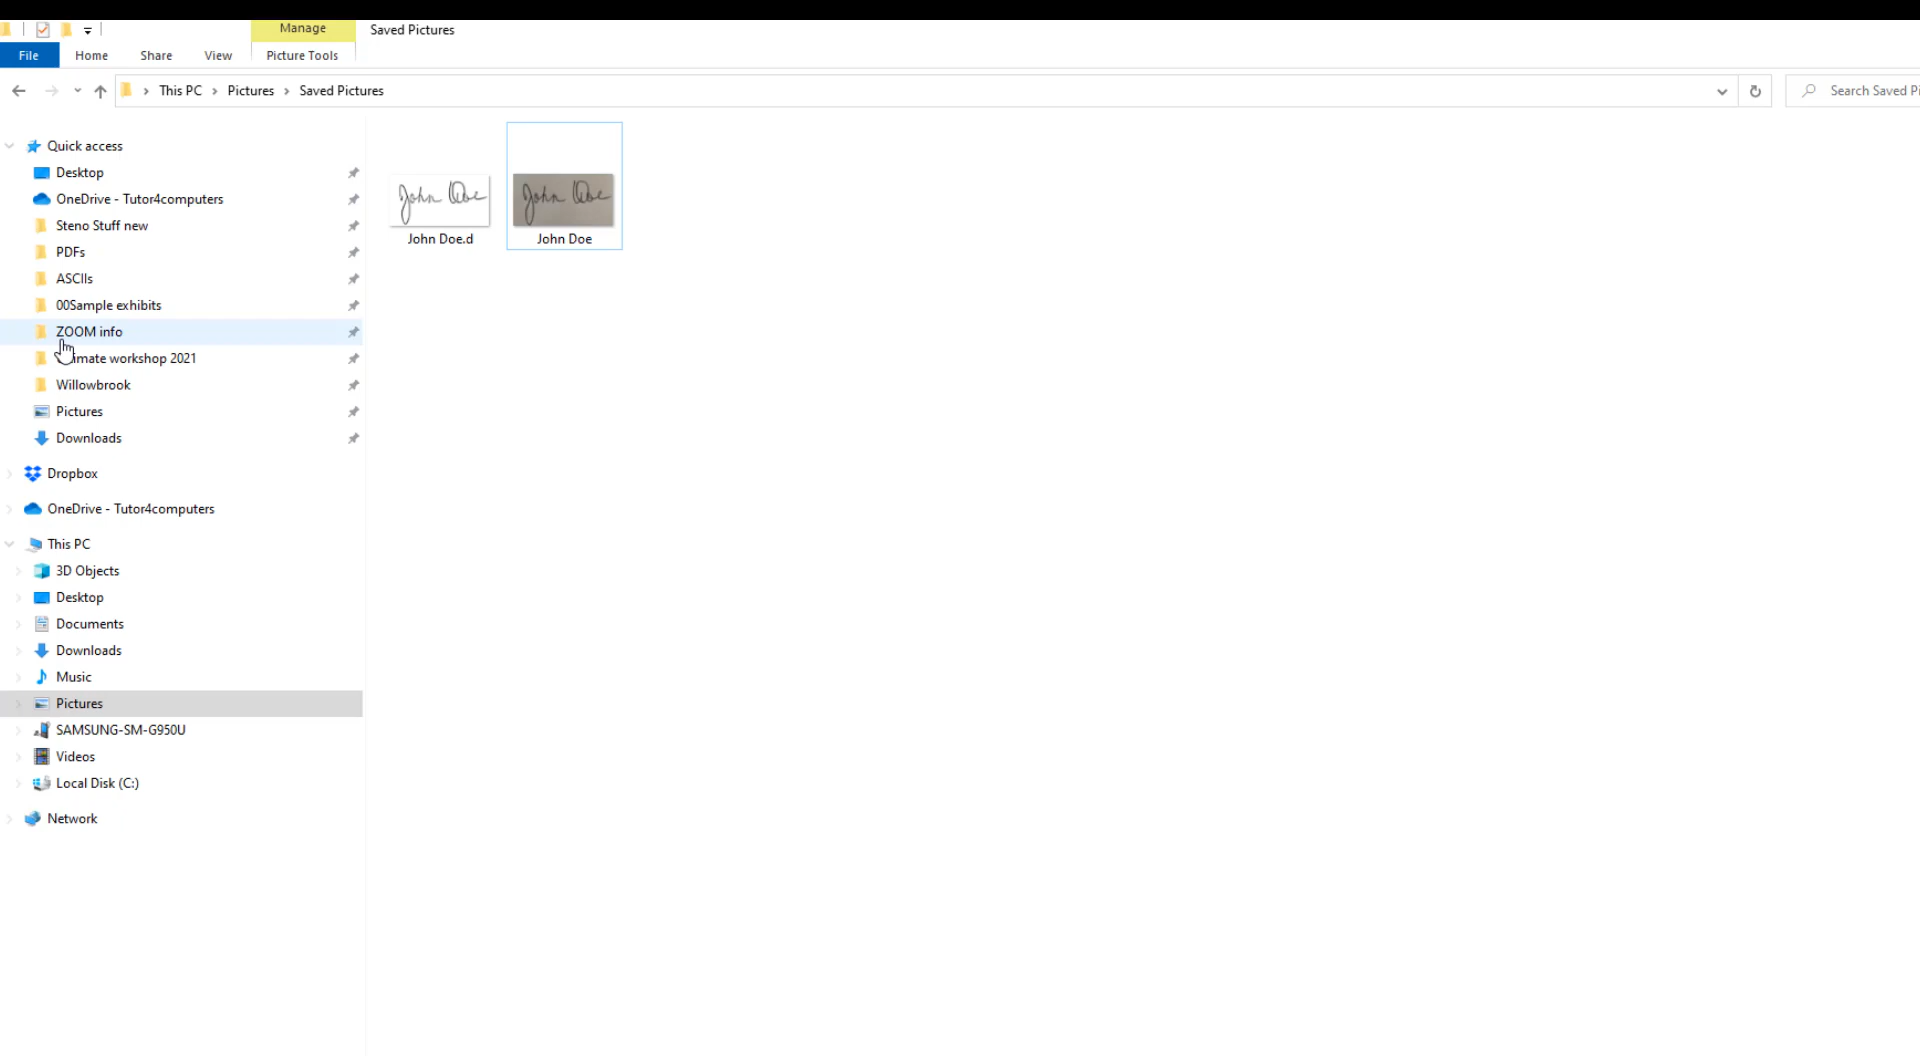 Manage
Saved Pictures
File
Home
Share
View
Picture Tools
This PC
Pictures
Saved Pictures
Search Saved Pi
Quick access
Desktop
OneDrive - Tutor4computers
Steno Stuff new
PDFs
ASCIIs
00Sample exhibits
ZOOM info
workshop 2021
Willowbrook
Pictures
Downloads
Dropbox
OneDrive - Tutor4computers
This PC
3D Objects
Desktop
Documents
Downloads
Music
Pictures
SAMSUNG-SM-G950U
Videos
Local Disk (C:)
Network
John Doe
John Doe
John Doe.d
John Doe